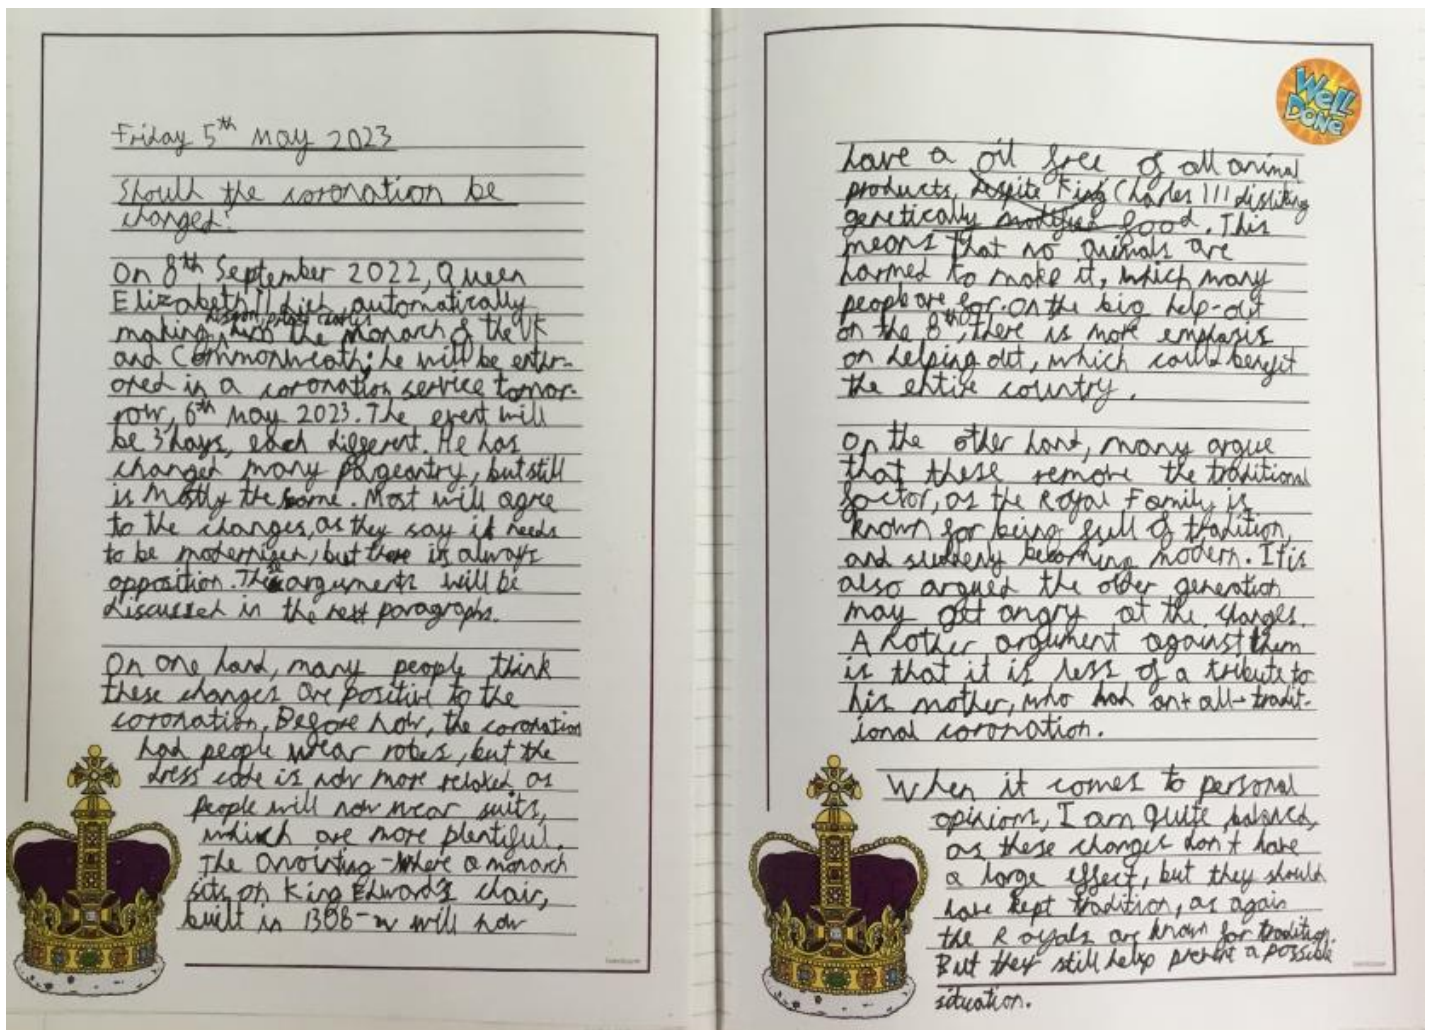 Friday 5th May 2023
Should the coronation be
changed?
On 8th September 2022, Queen
Elizabeth II died, automatically
making his son prince Charles the Monarch of the UK
and Commonwealth; he will be enter-
ored in a coronation service tomor-
row, 6th May 2023. The event will
be 3 days, each different. He has
changed many pageantry, but still
is mostly the same. Most will agree
to the changes, as they say it needs
to be modernised, but there is always
opposition. The arguments will be
discussed in the next paragraphs.
On one hand, many people think
these changes are positive to the
coronation. Before now, the coronation
had people wear robes, but the
dress code is now more relaxed as
people will now wear suits,
which are more plentiful.
The Anointing - where a monarch
sits on King Edward's chair,
built in 1308 - will now
WELL
DONE
have a oil free of all animal
products. Despite King Charles III disliking
genetically modified food. This
means that no animals are
harmed to make it, which many
people are for. On the big help-out
on the 8th, there is more emphasis
on helping out, which could benefit
the entire country.
On the other hand, many argue
that these remove the traditional
factor, as the Royal Family is
known for being full of tradition,
and suddenly becoming modern. It is
also argued the older generation
may get angry at the changes.
Another argument against them
is that it is less of a tribute to
his mother, who had an all-tradit-
ional coronation.
When it comes to personal
opinions, I am quite balanced,
as these changes don't have
a large effect, but they should
have kept tradition, as again
the Royals are known for tradition.
But they still help prevent a possible
situation.